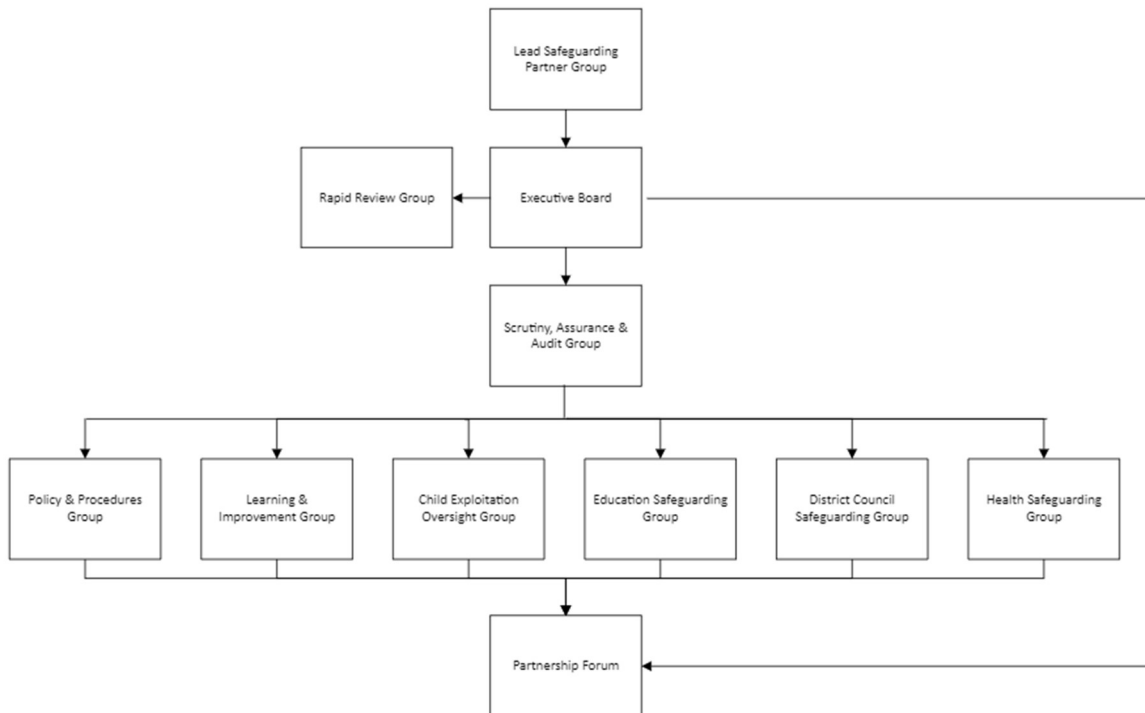 Lead Safeguarding
Partner Group
Rapid Review Group
Executive Board
Scrutiny, Assurance &
Audit Group
Policy & Procedures
Group
Learning &
Improvement Group
Child Exploitation
Oversight Group
Education Safeguarding
Group
District Council
Safeguarding Group
Health Safeguarding
Group
Partnership Forum